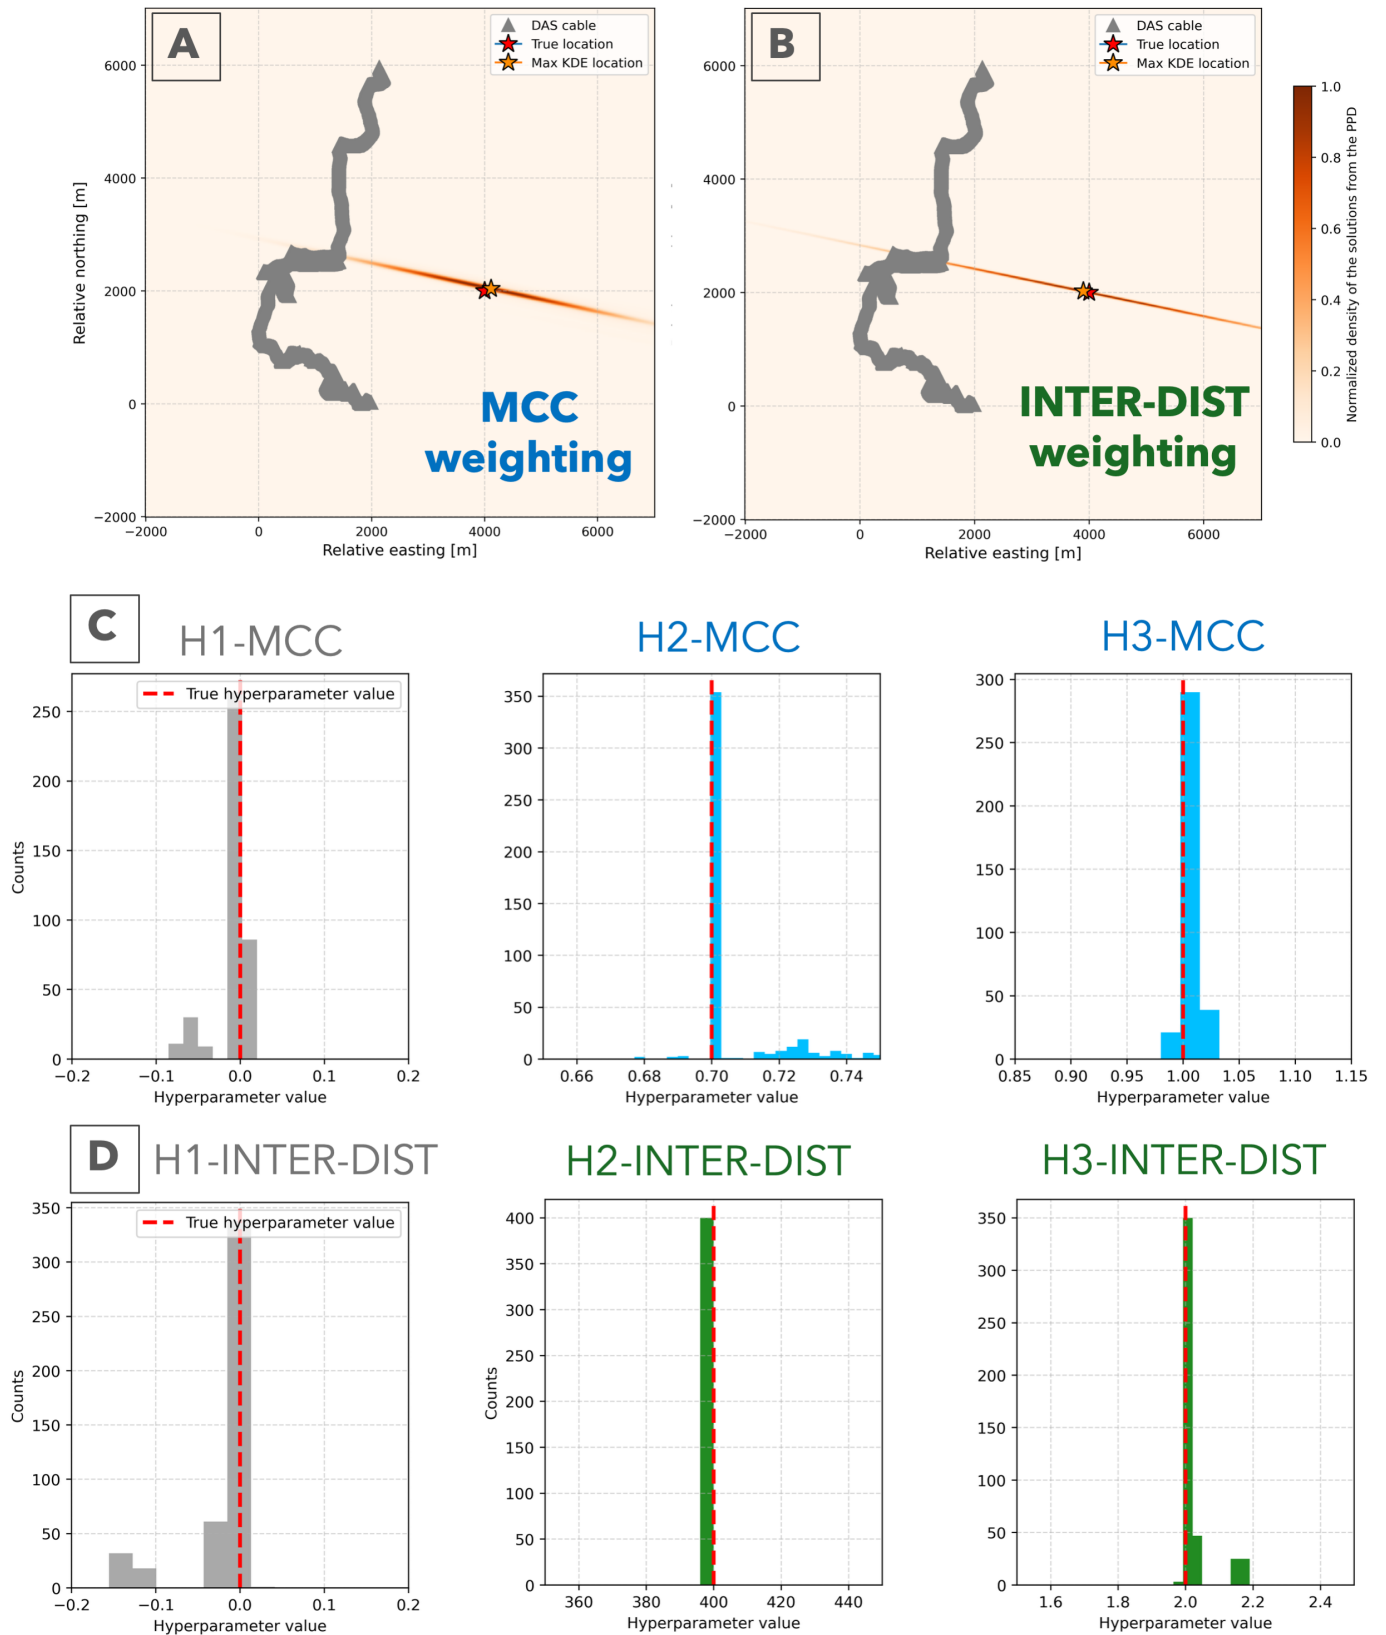 A
DAS cable
True location
Max KDE location
6000
4000
2000
0
−2000
−2000
0
2000
4000
6000
Relative northing [m]
Relative easting [m]
MCC
weighting
B
DAS cable
True location
Max KDE location
6000
4000
2000
0
−2000
−2000
0
2000
4000
6000
Relative easting [m]
INTER-DIST
weighting
1.0
0.8
0.6
0.4
0.2
0.0
Normalized density of the solutions from the PPD
C
H1-MCC
True hyperparameter value
250
200
150
100
50
0
Counts
−0.2
−0.1
0.0
0.1
0.2
Hyperparameter value
H2-MCC
350
300
250
200
150
100
50
0
0.66
0.68
0.70
0.72
0.74
Hyperparameter value
H3-MCC
300
250
200
150
100
50
0
0.85
0.90
0.95
1.00
1.05
1.10
1.15
Hyperparameter value
D
H1-INTER-DIST
True hyperparameter value
350
300
250
200
150
100
50
0
Counts
−0.2
−0.1
0.0
0.1
0.2
Hyperparameter value
H2-INTER-DIST
400
350
300
250
200
150
100
50
0
Counts
360
380
400
420
440
Hyperparameter value
H3-INTER-DIST
350
300
250
200
150
100
50
0
1.6
1.8
2.0
2.2
2.4
Hyperparameter value